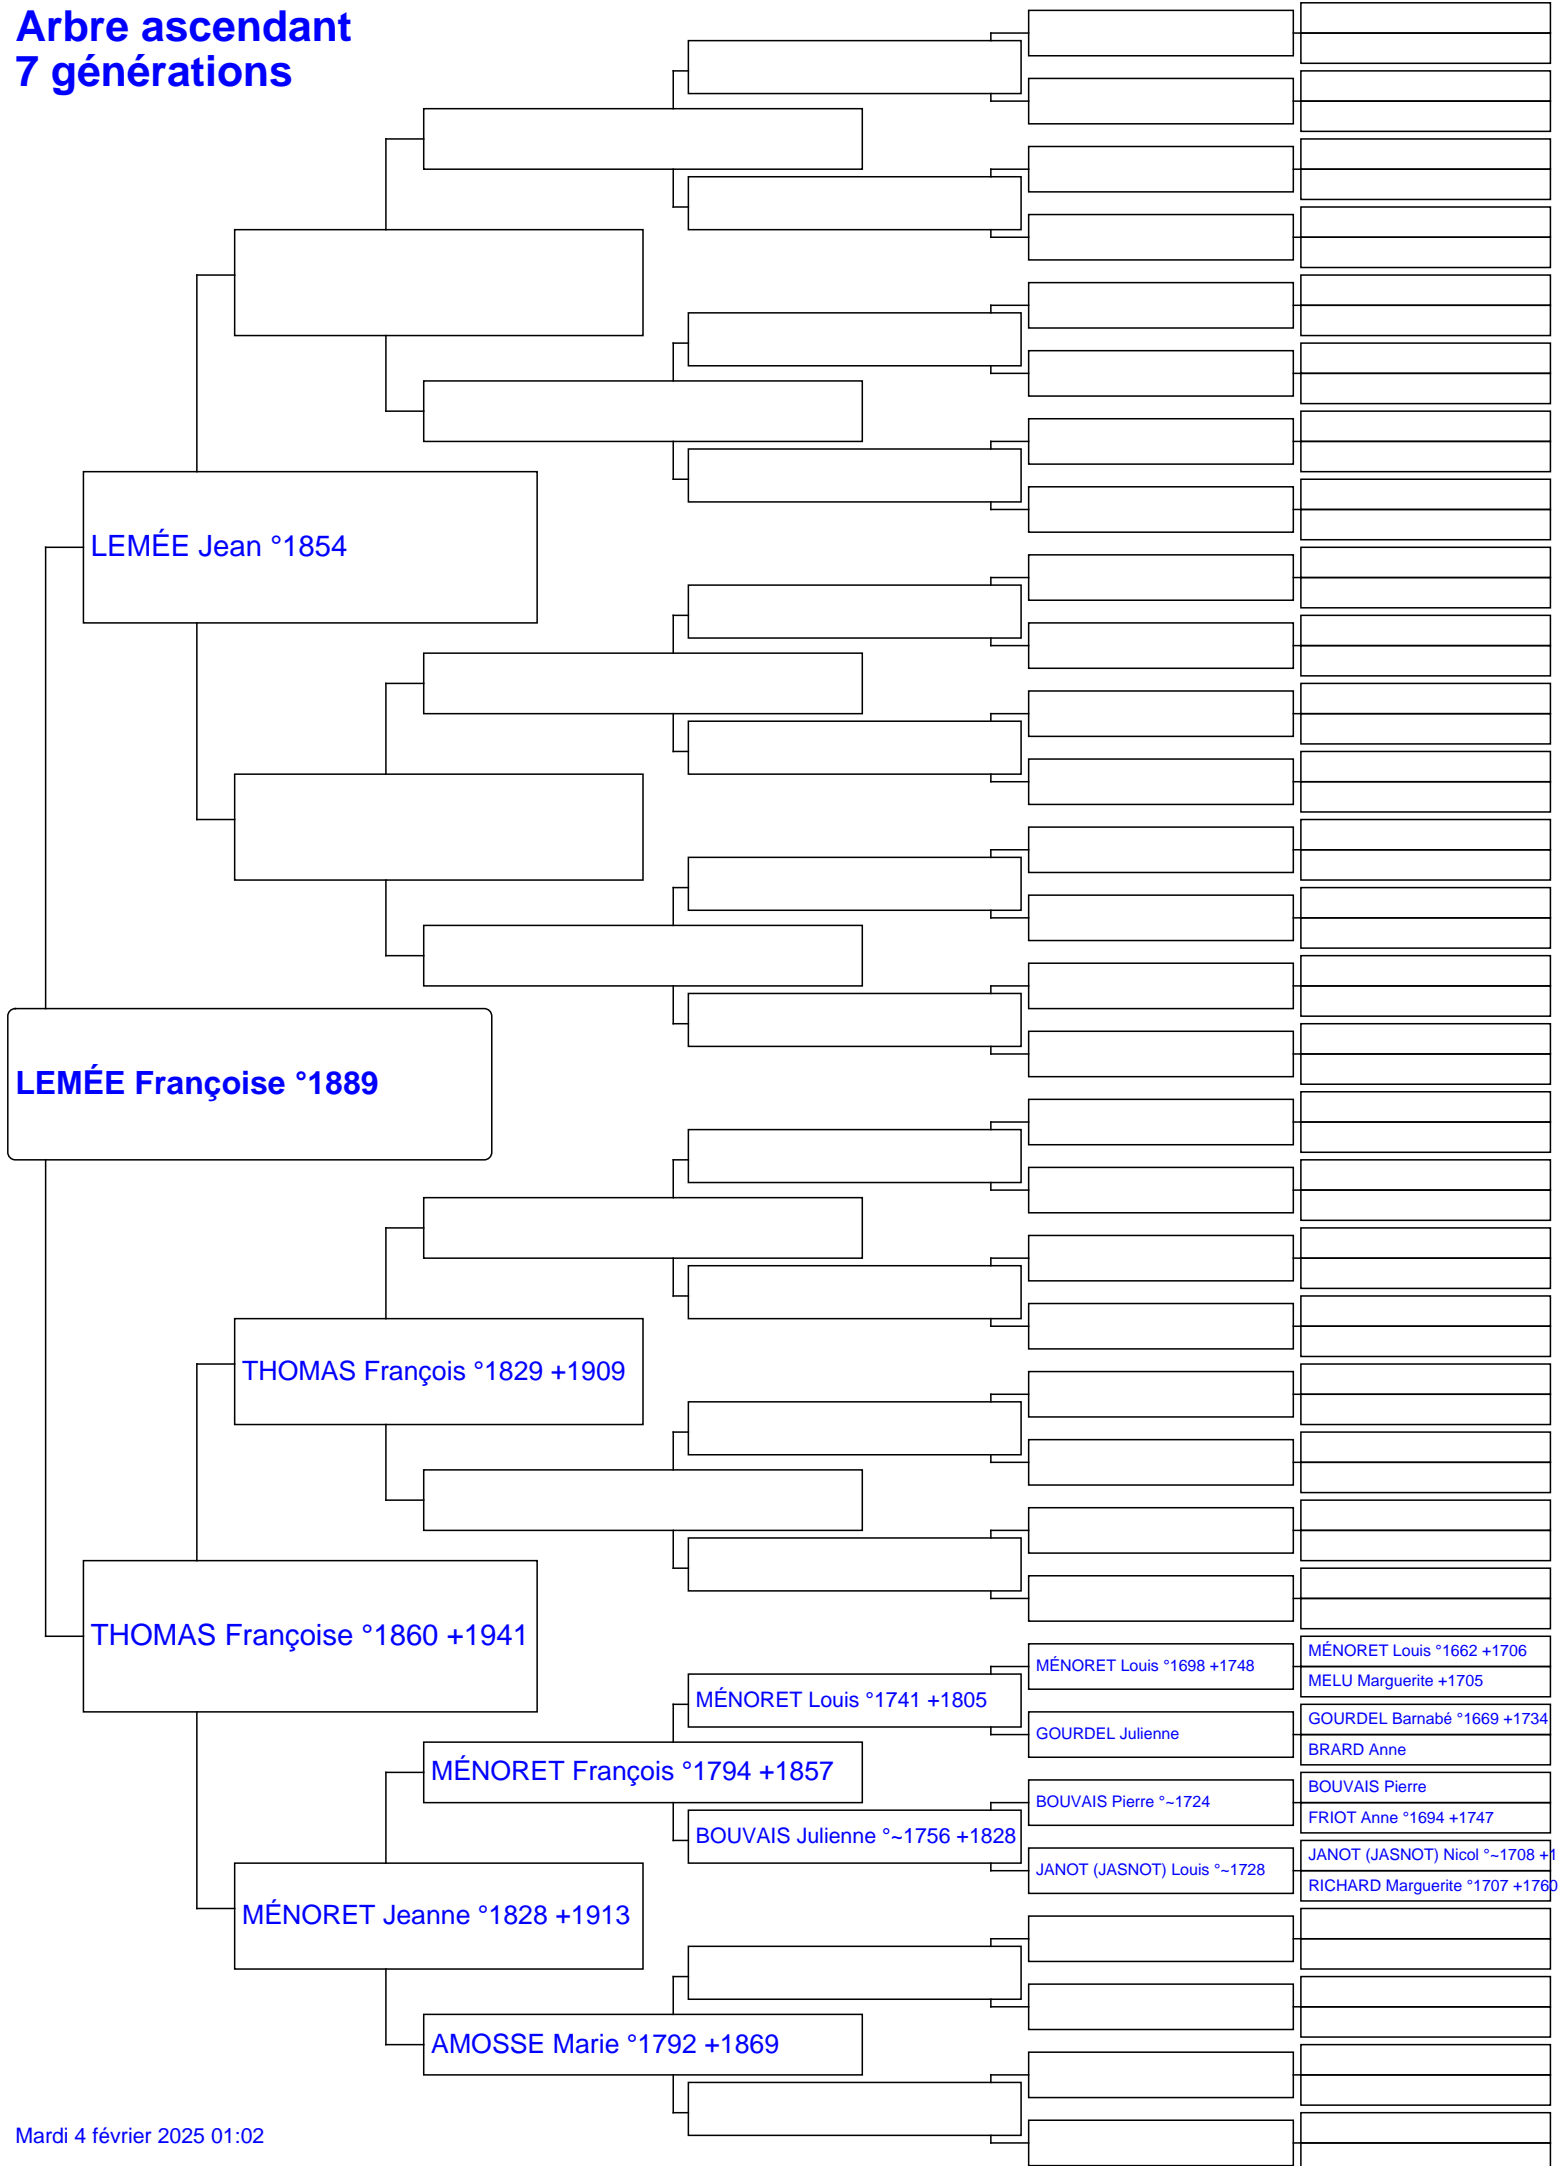 Arbre ascendant
7 générations
LEMÉE Jean °1854
LEMÉE Françoise °1889
THOMAS François °1829 +1909
THOMAS Françoise °1860 +1941
MÉNORET Louis °1662 +1706
MÉNORET Louis °1698 +1748
MELU Marguerite +1705
MÉNORET Louis °1741 +1805
GOURDEL Barnabé °1669 +1734
GOURDEL Julienne
BRARD Anne
MÉNORET François °1794 +1857
BOUVAIS Pierre
BOUVAIS Pierre °~1724
FRIOT Anne °1694 +1747
BOUVAIS Julienne °~1756 +1828
JANOT (JASNOT) Nicol °~1708 +1
JANOT (JASNOT) Louis °~1728
RICHARD Marguerite °1707 +1760
MÉNORET Jeanne °1828 +1913
AMOSSE Marie °1792 +1869
Mardi 4 février 2025 01:02